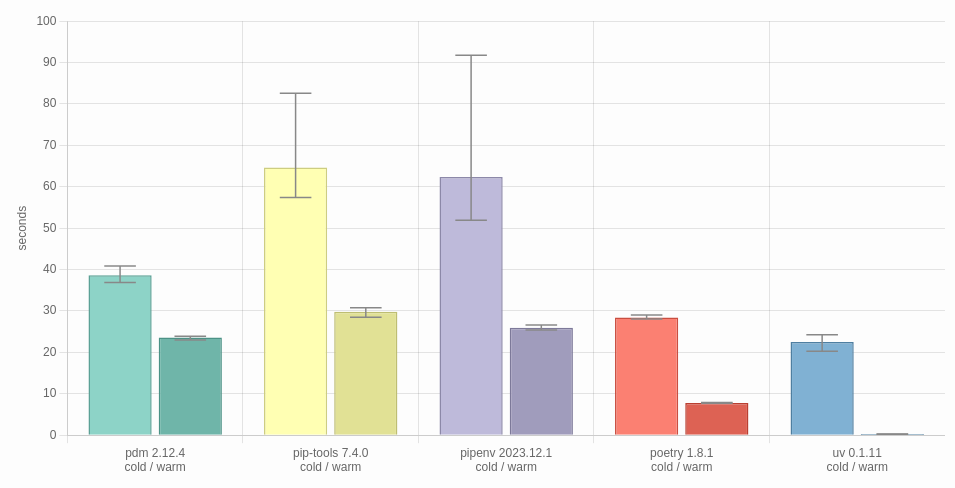 100
90
80
70
60
50
40
30
20
10
0
seconds
pdm 2.12.4
cold / warm
pip-tools 7.4.0
cold / warm
pipenv 2023.12.1
cold / warm
poetry 1.8.1
cold / warm
uv 0.1.11
cold / warm